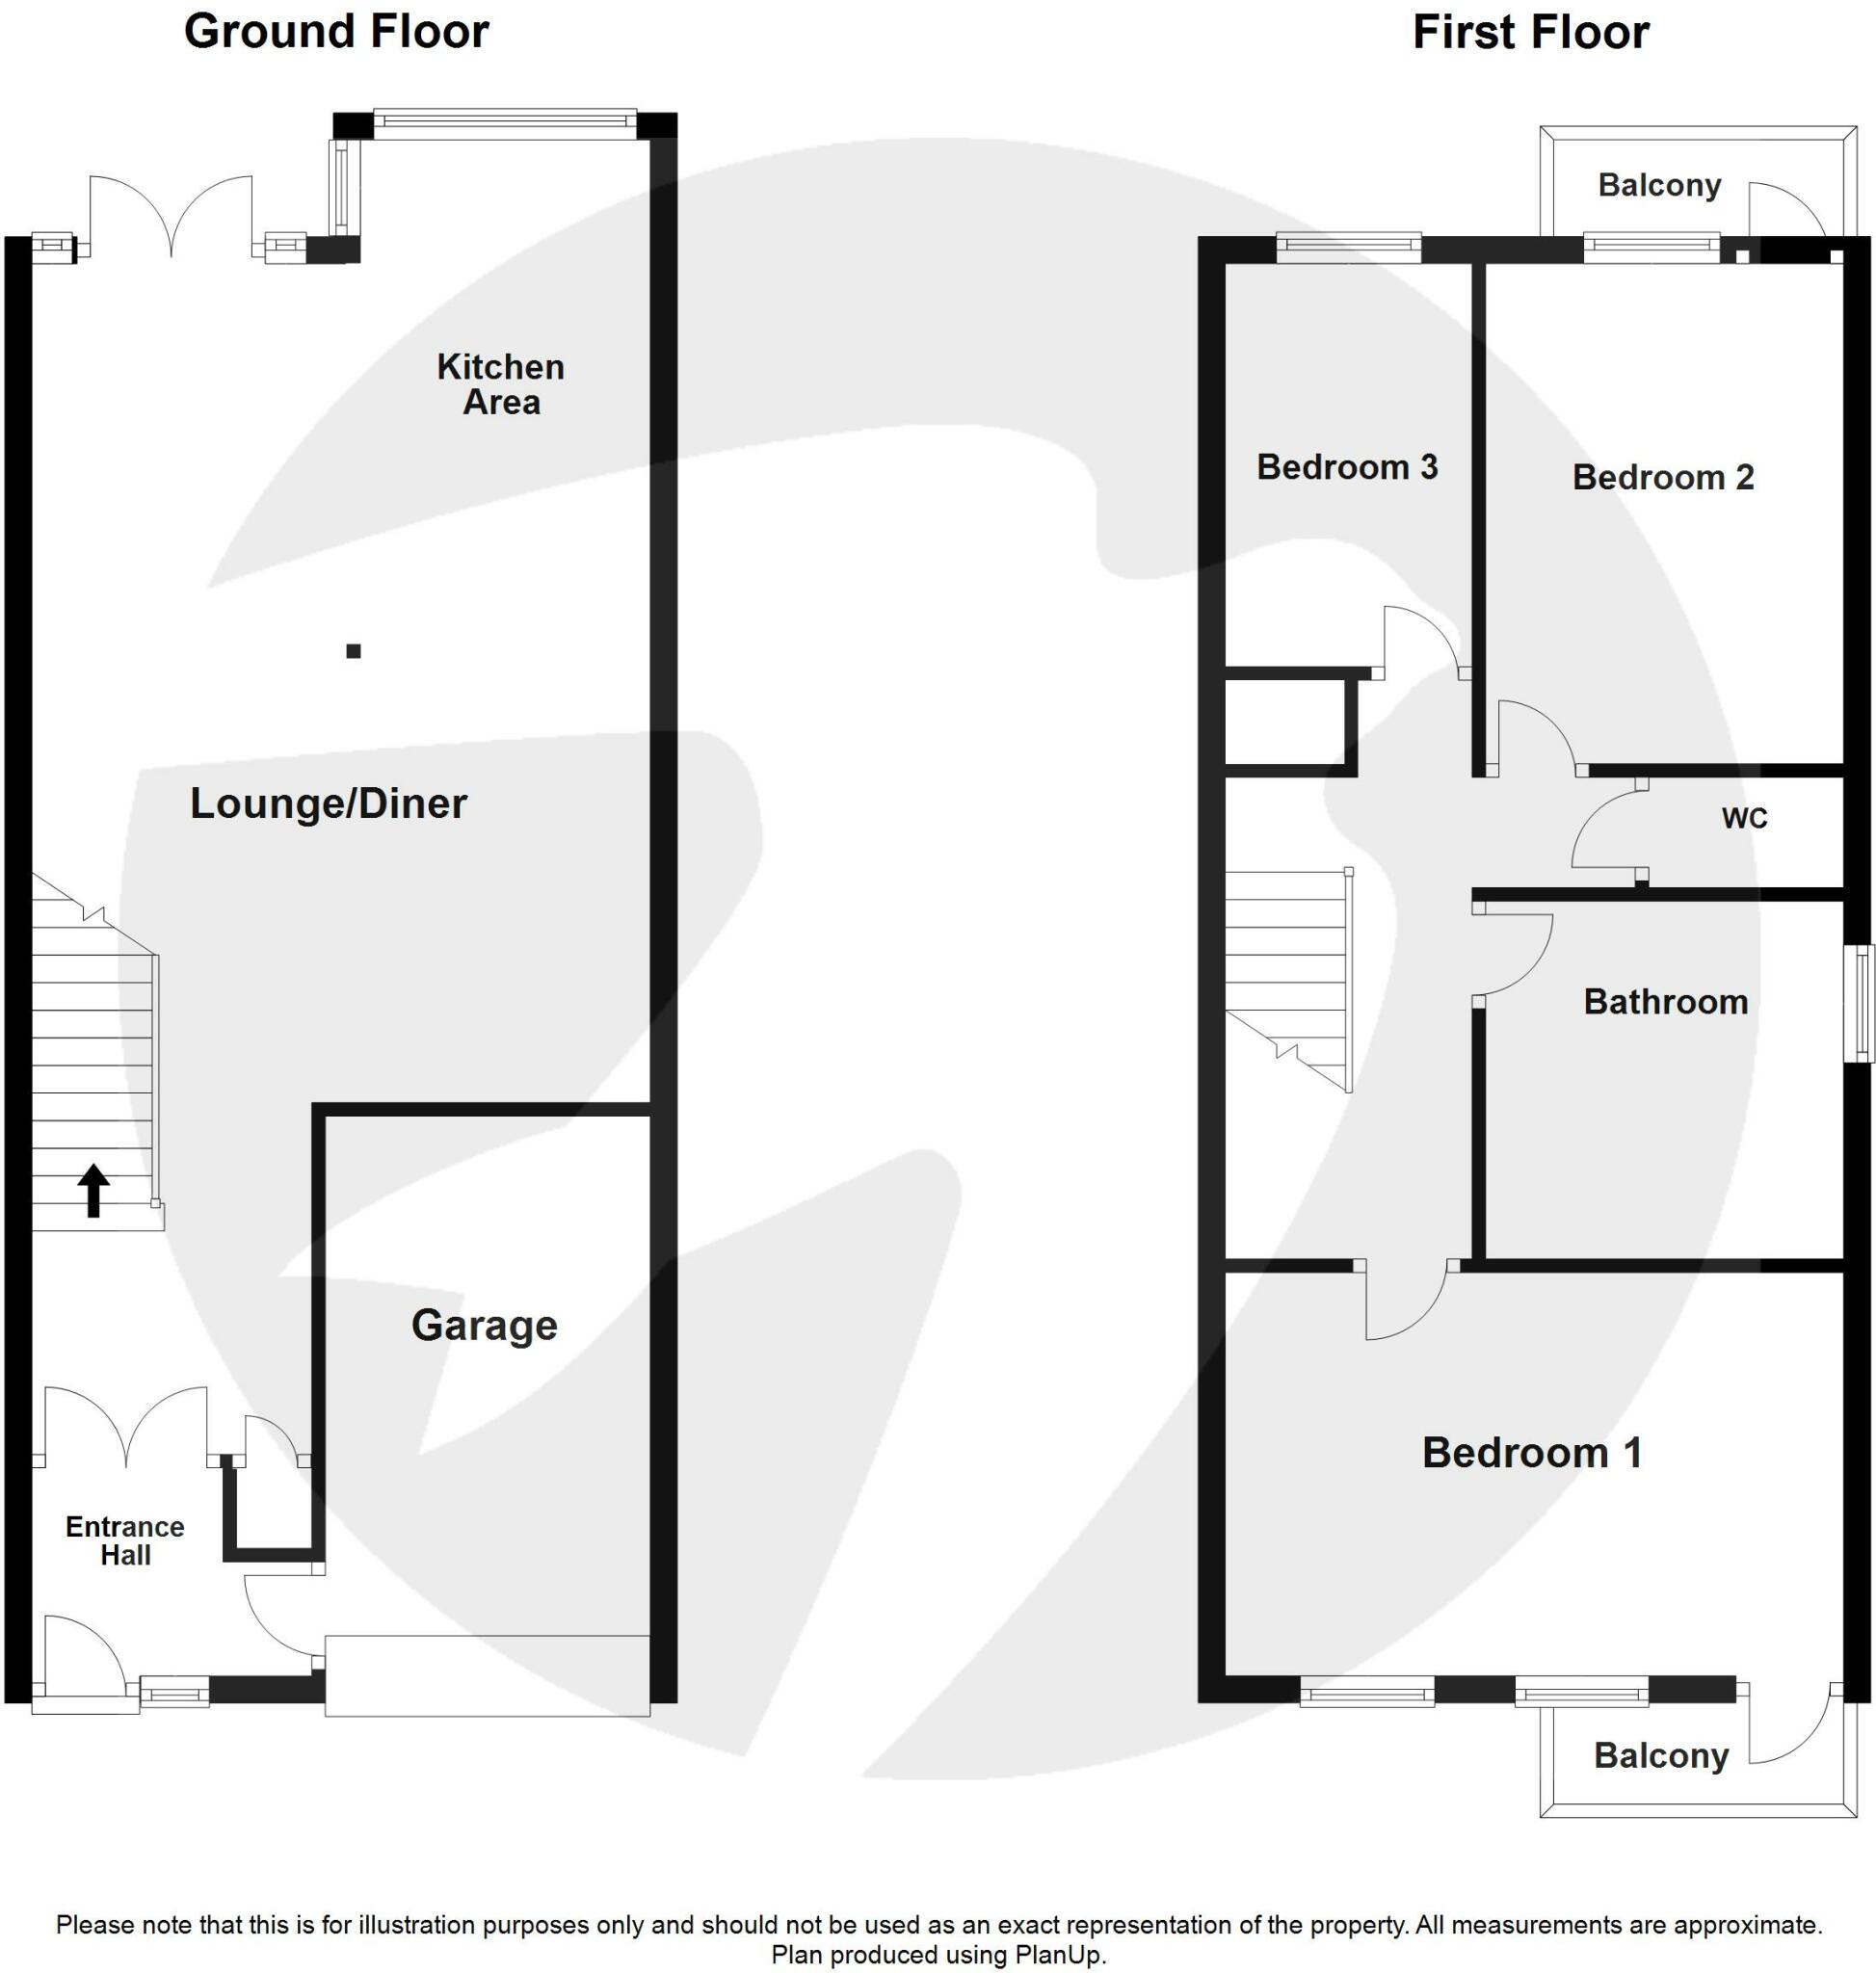 Ground Floor
First Floor
Balcony
Kitchen
Area
Bedroom 3
Bedroom 2
Lounge/Diner
WC
Bathroom
Garage
Bedroom 1
Entrance
Hall
Balcony
Please note that this is for illustration purposes only and should not be used as an exact representation of the property. All measurements are approximate.
Plan produced using PlanUp.